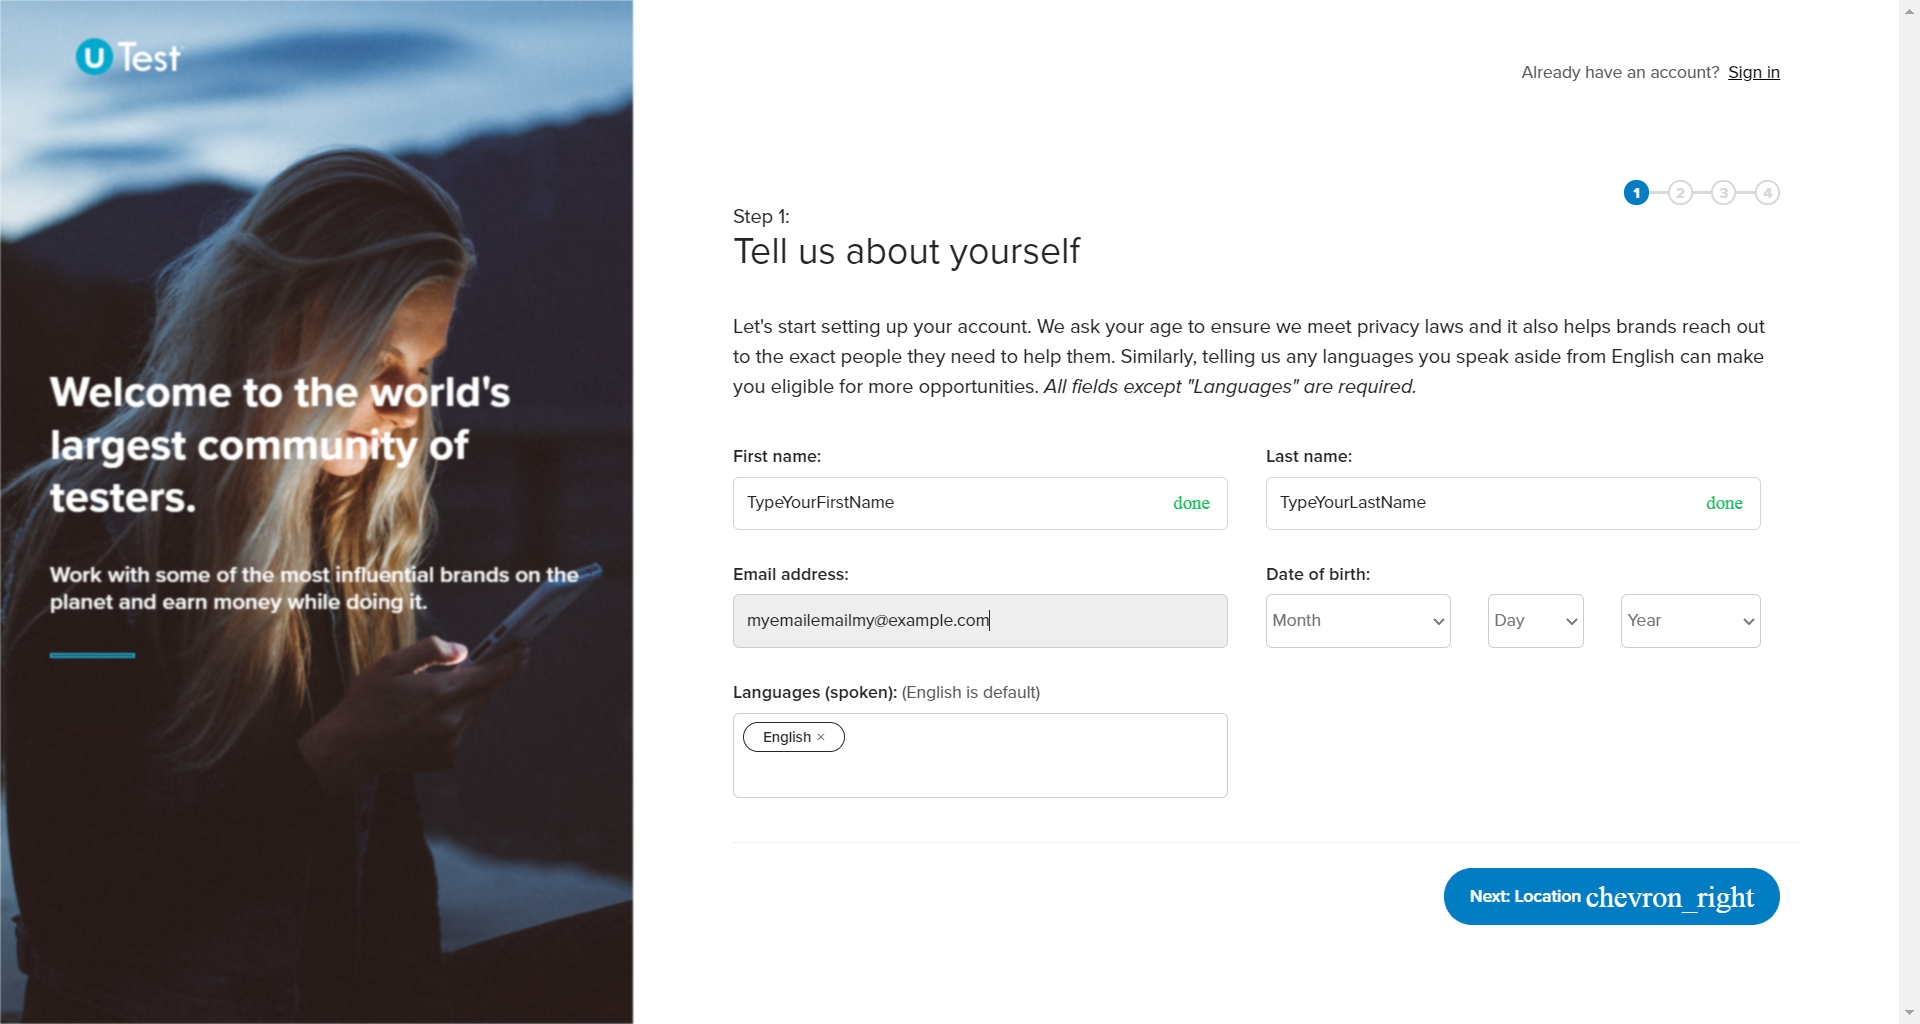 U Test
Welcome to the world's
largest community of
testers.
Work with some of the most influential brands on the
planet and earn money while doing it.
Already have an account? Sign in
1 2 3 4
Step 1:
Tell us about yourself
Let's start setting up your account. We ask your age to ensure we meet privacy laws and it also helps brands reach out
to the exact people they need to help them. Similarly, telling us any languages you speak aside from English can make
you eligible for more opportunities. All fields except "Languages" are required.
First name:
TypeYourFirstName done
Last name:
TypeYourLastName done
Email address:
myemailemailmy@example.com
Date of birth:
Month Day Year
Languages (spoken): (English is default)
English ×
Next: Location chevron_right